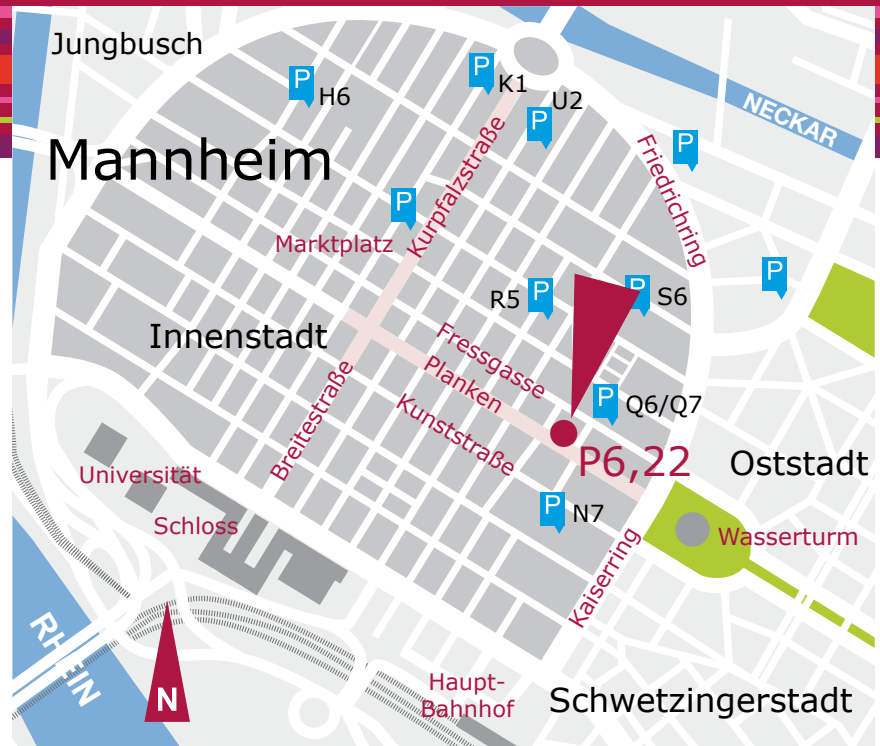 Jungbusch
P
H6
P
K1
P
U2
NECKAR
Mannheim
P
Friedrichring
P
Kurpfalzstraße
Marktplatz
P
R5
P
P
S6
Innenstadt
Fressgasse
Planken
Kunststraße
Breitestraße
P
Q6/Q7
P6,22
Oststadt
Universität
Schloss
P
N7
Wasserturm
Kaiserring
RHEIN
N
Haupt-
Bahnhof
Schwetzingerstadt